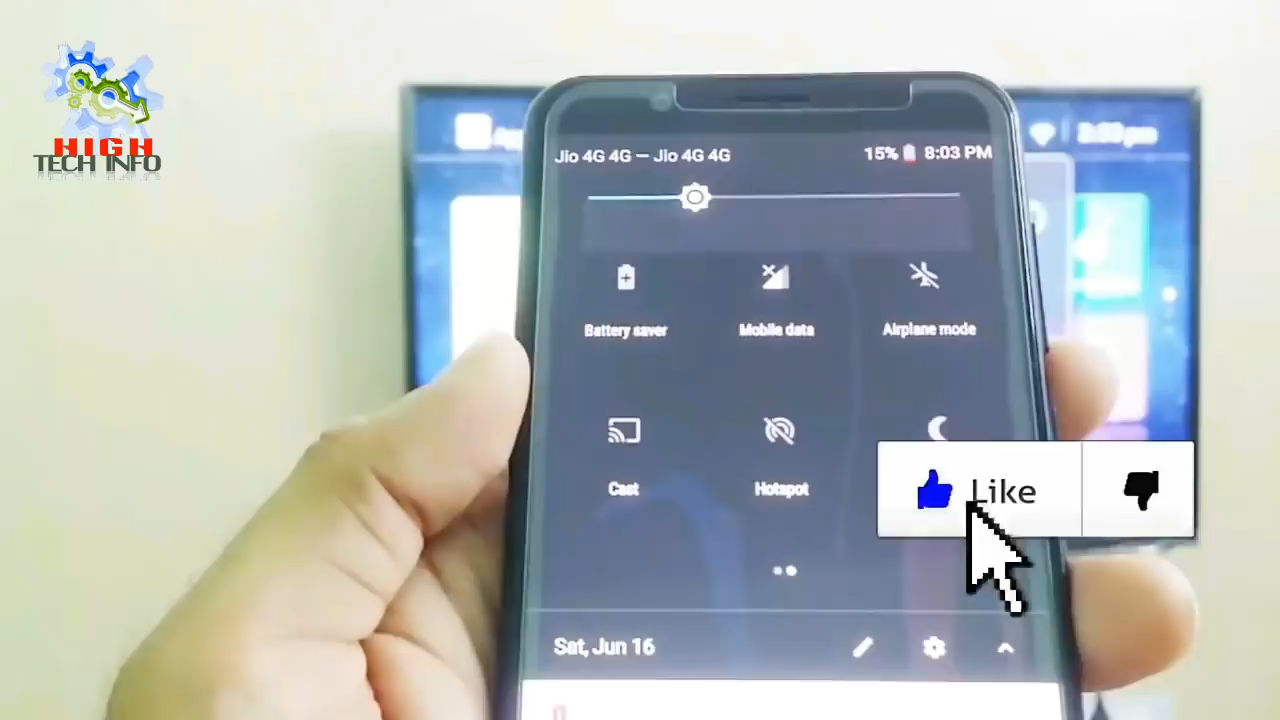 HIGH
TECH INFO
Jio 4G 4G — Jio 4G 4G
15% 8:03 PM
Battery saver
Mobile data
Airplane mode
Cast
Hotspot
Like
Sat, Jun 16